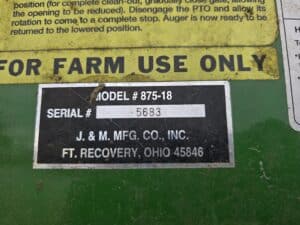 position (for complete clean-out, gradually close gate, allowing
the opening to be reduced). Disengage the PTO and allow its
rotation to come to a complete stop. Auger is now ready to be
returned to the lowered position.
FOR FARM USE ONLY
MODEL # 875-18
SERIAL # 5683
J. & M. MFG. CO., INC.
FT. RECOVERY, OHIO 45846